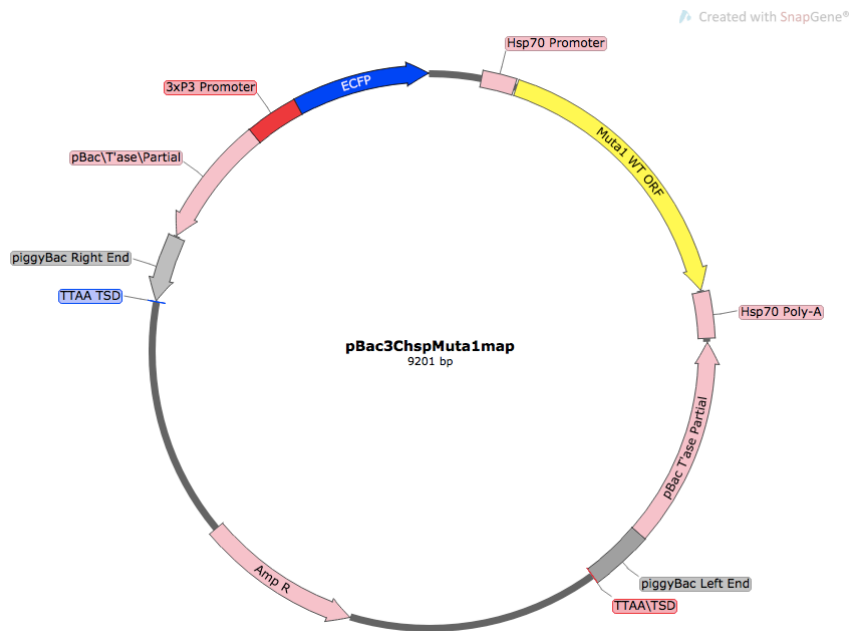 Created with SnapGene®
Hsp70 Promoter
3xP3 Promoter
ECFP
Muta1 WT ORF
pBac\T'ase\Partial
piggyBac Right End
TTAA TSD
Hsp70 Poly-A
pBac3ChspMuta1map
9201 bp
pBac T'ase Partial
Amp R
piggyBac Left End
TTAA\TSD